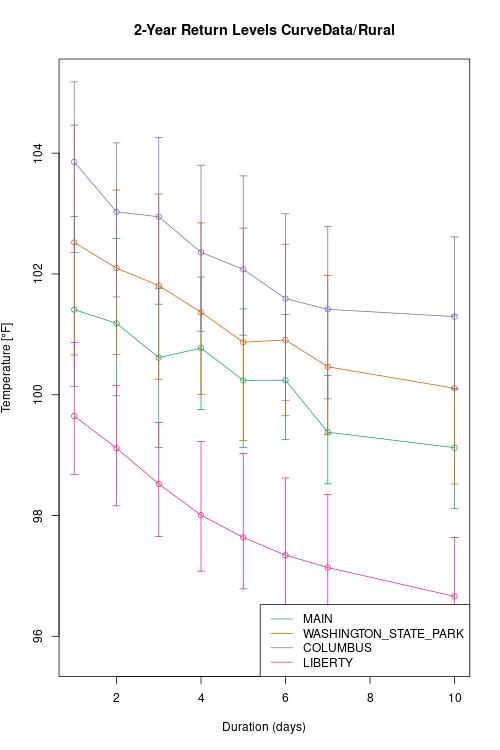 2-Year Return Levels CurveData/Rural
Temperature [°F]
104
102
100
98
96
2
4
6
8
10
Duration (days)
MAIN
WASHINGTON_STATE_PARK
COLUMBUS
LIBERTY